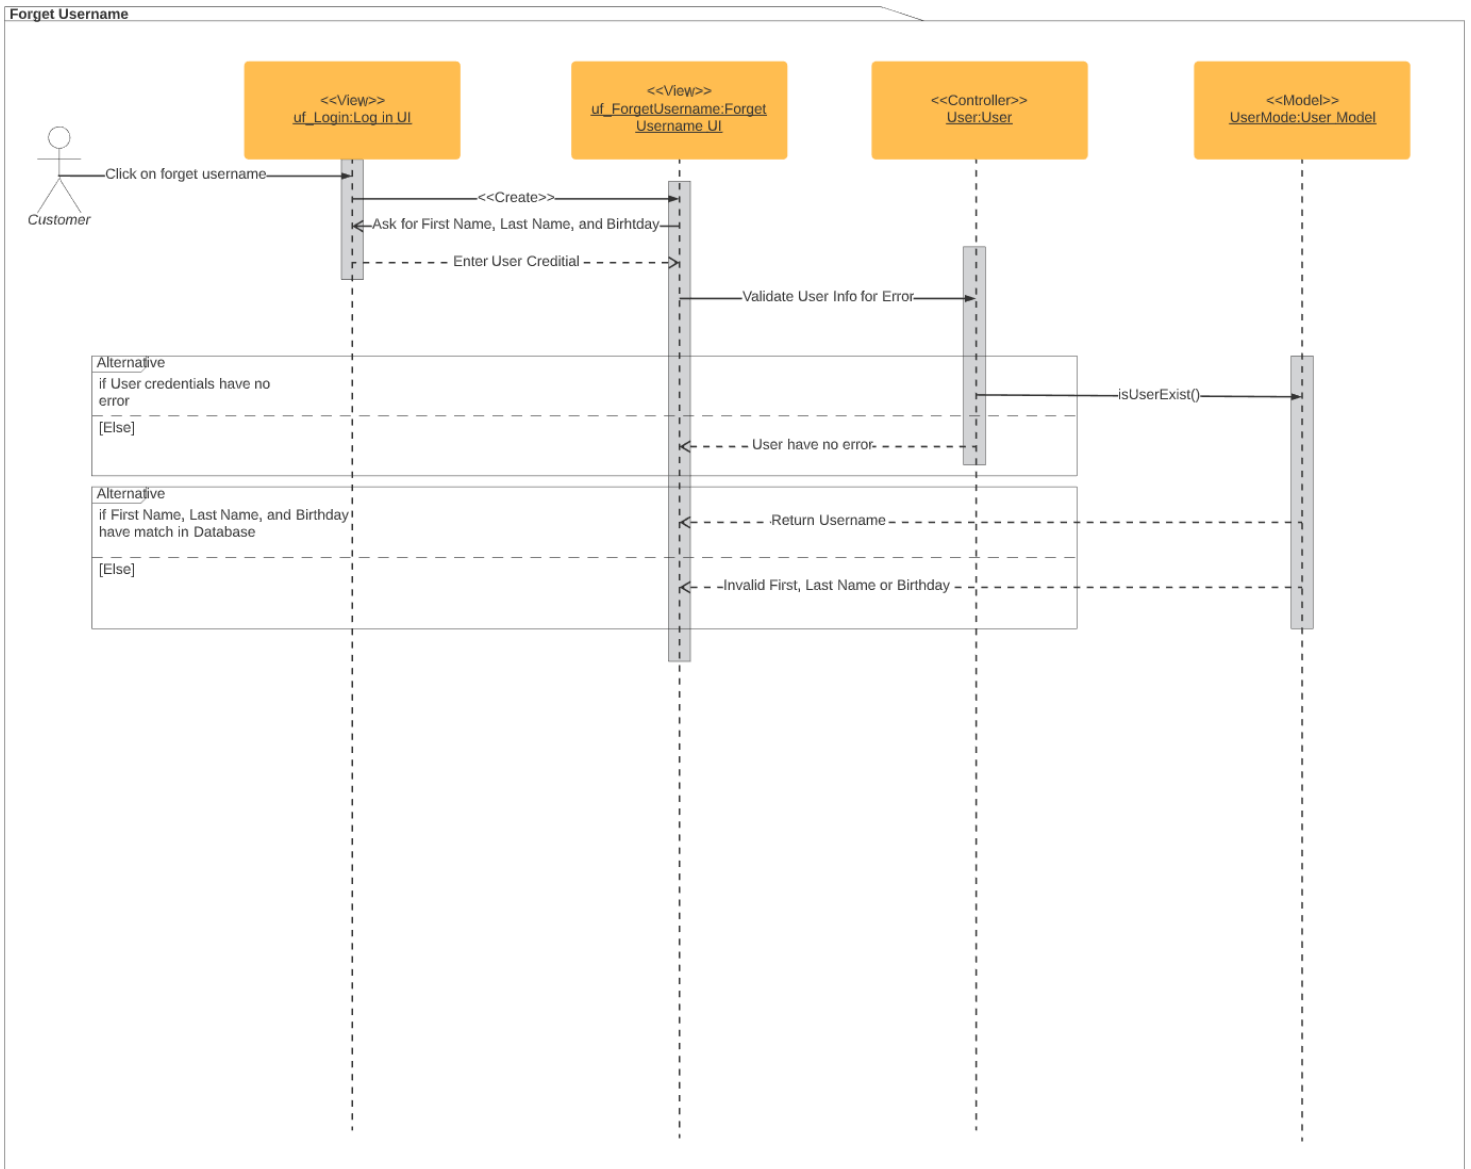 Forget Username
<<View>>
uf_Login:Log in UI
<<View>>
uf_ForgetUsername:Forget
Username UI
<<Controller>>
User:User
<<Model>>
UserMode:User Model
Customer
Click on forget username
<<Create>>
Ask for First Name, Last Name, and Birhtday
Enter User Creditial
Validate User Info for Error
Alternative
if User credentials have no
error
isUserExist()
[Else]
User have no error
Alternative
if First Name, Last Name, and Birthday
have match in Database
Return Username
[Else]
Invalid First, Last Name or Birthday